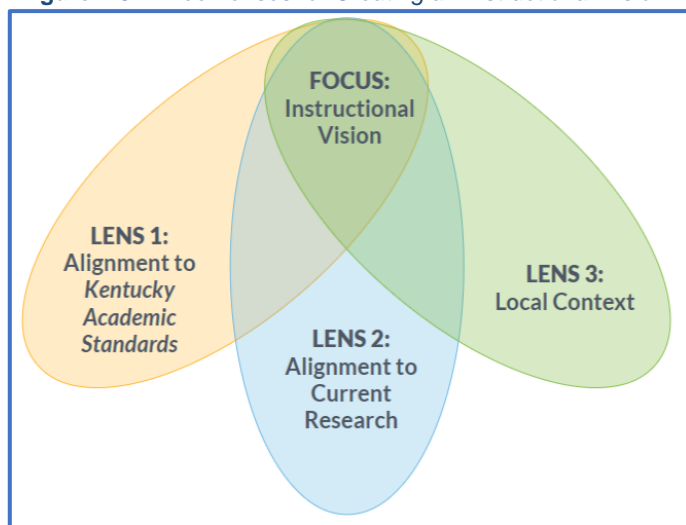 FOCUS:
Instructional
Vision
LENS 1:
Alignment to
Kentucky
Academic
Standards
LENS 2:
Alignment to
Current
Research
LENS 3:
Local Context